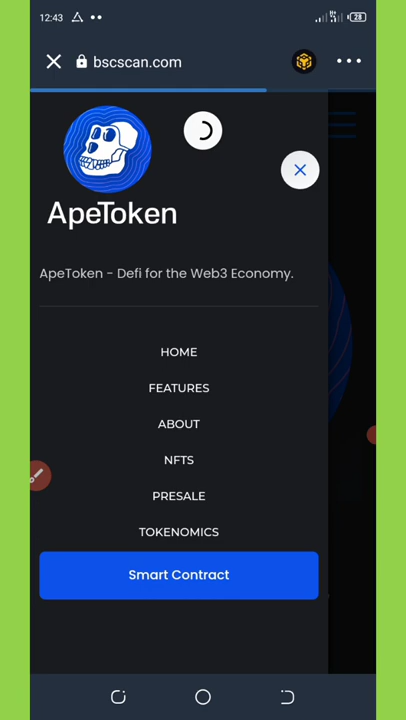 12:43
28
bscscan.com
ApeToken
ApeToken - Defi for the Web3 Economy.
HOME
FEATURES
ABOUT
NFTS
PRESALE
TOKENOMICS
Smart Contract